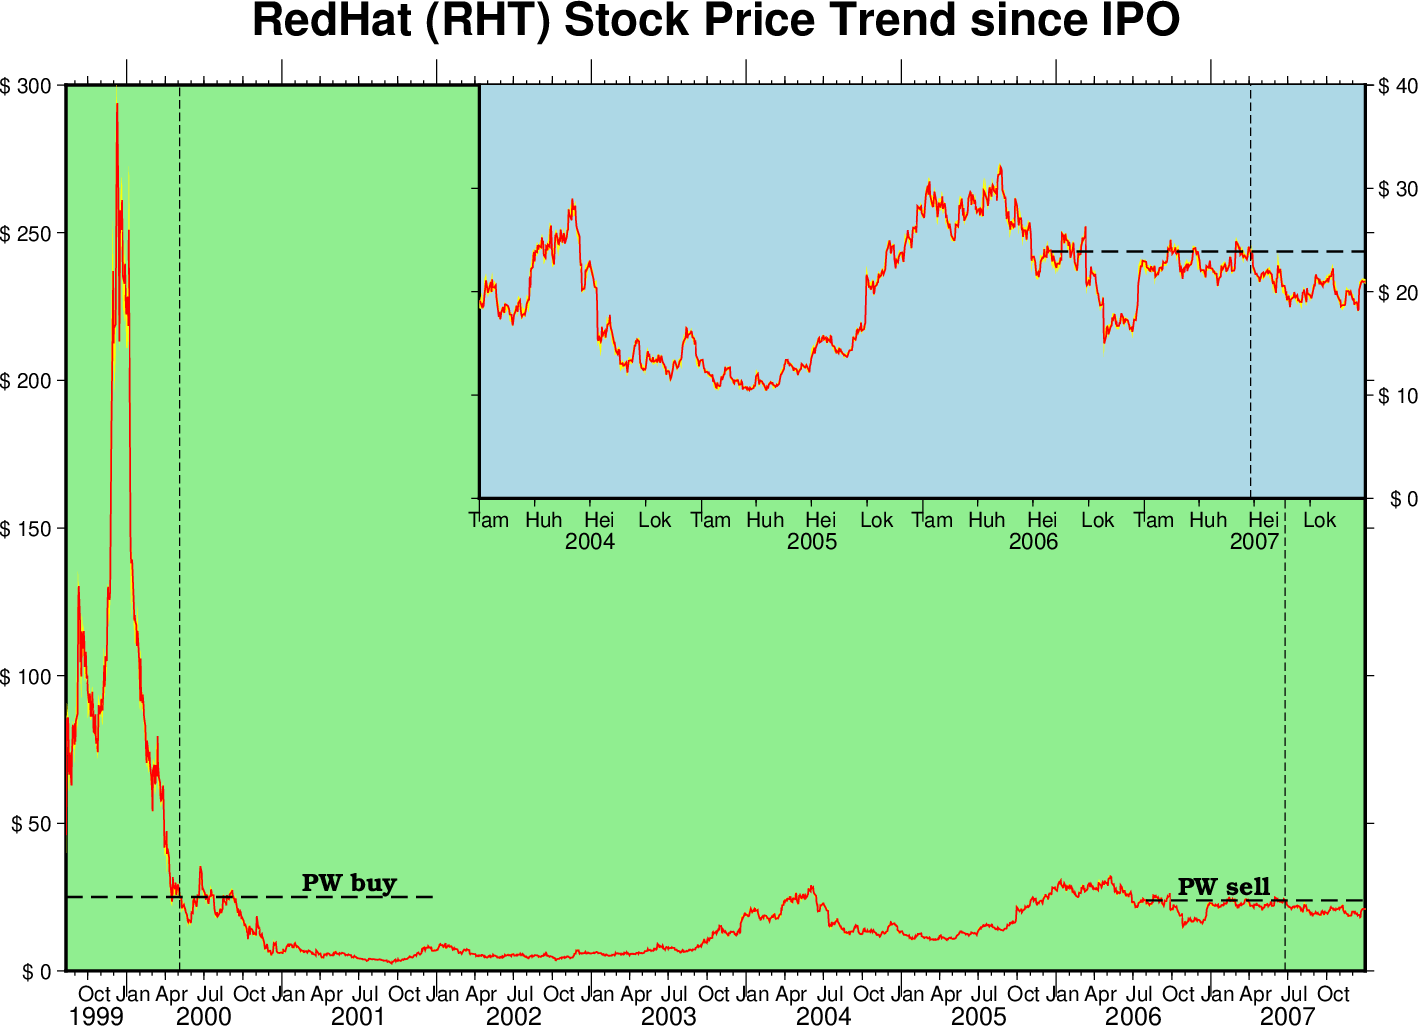 RedHat (RHT) Stock Price Trend since IPO
$ 300
$ 250
$ 200
$ 150
$ 100
$ 50
$ 0
$ 40
$ 30
$ 20
$ 10
$ 0
Tam Huh Hei Lok Tam Huh Hei Lok Tam Huh Hei Lok Tam Huh Hei Lok
2004 2005 2006 2007
PW buy
PW sell
Oct Jan Apr Jul Oct Jan Apr Jul Oct Jan Apr Jul Oct Jan Apr Jul Oct Jan Apr Jul Oct Jan Apr Jul Oct Jan Apr Jul Oct Jan Apr Jul Oct
1999 2000 2001 2002 2003 2004 2005 2006 2007